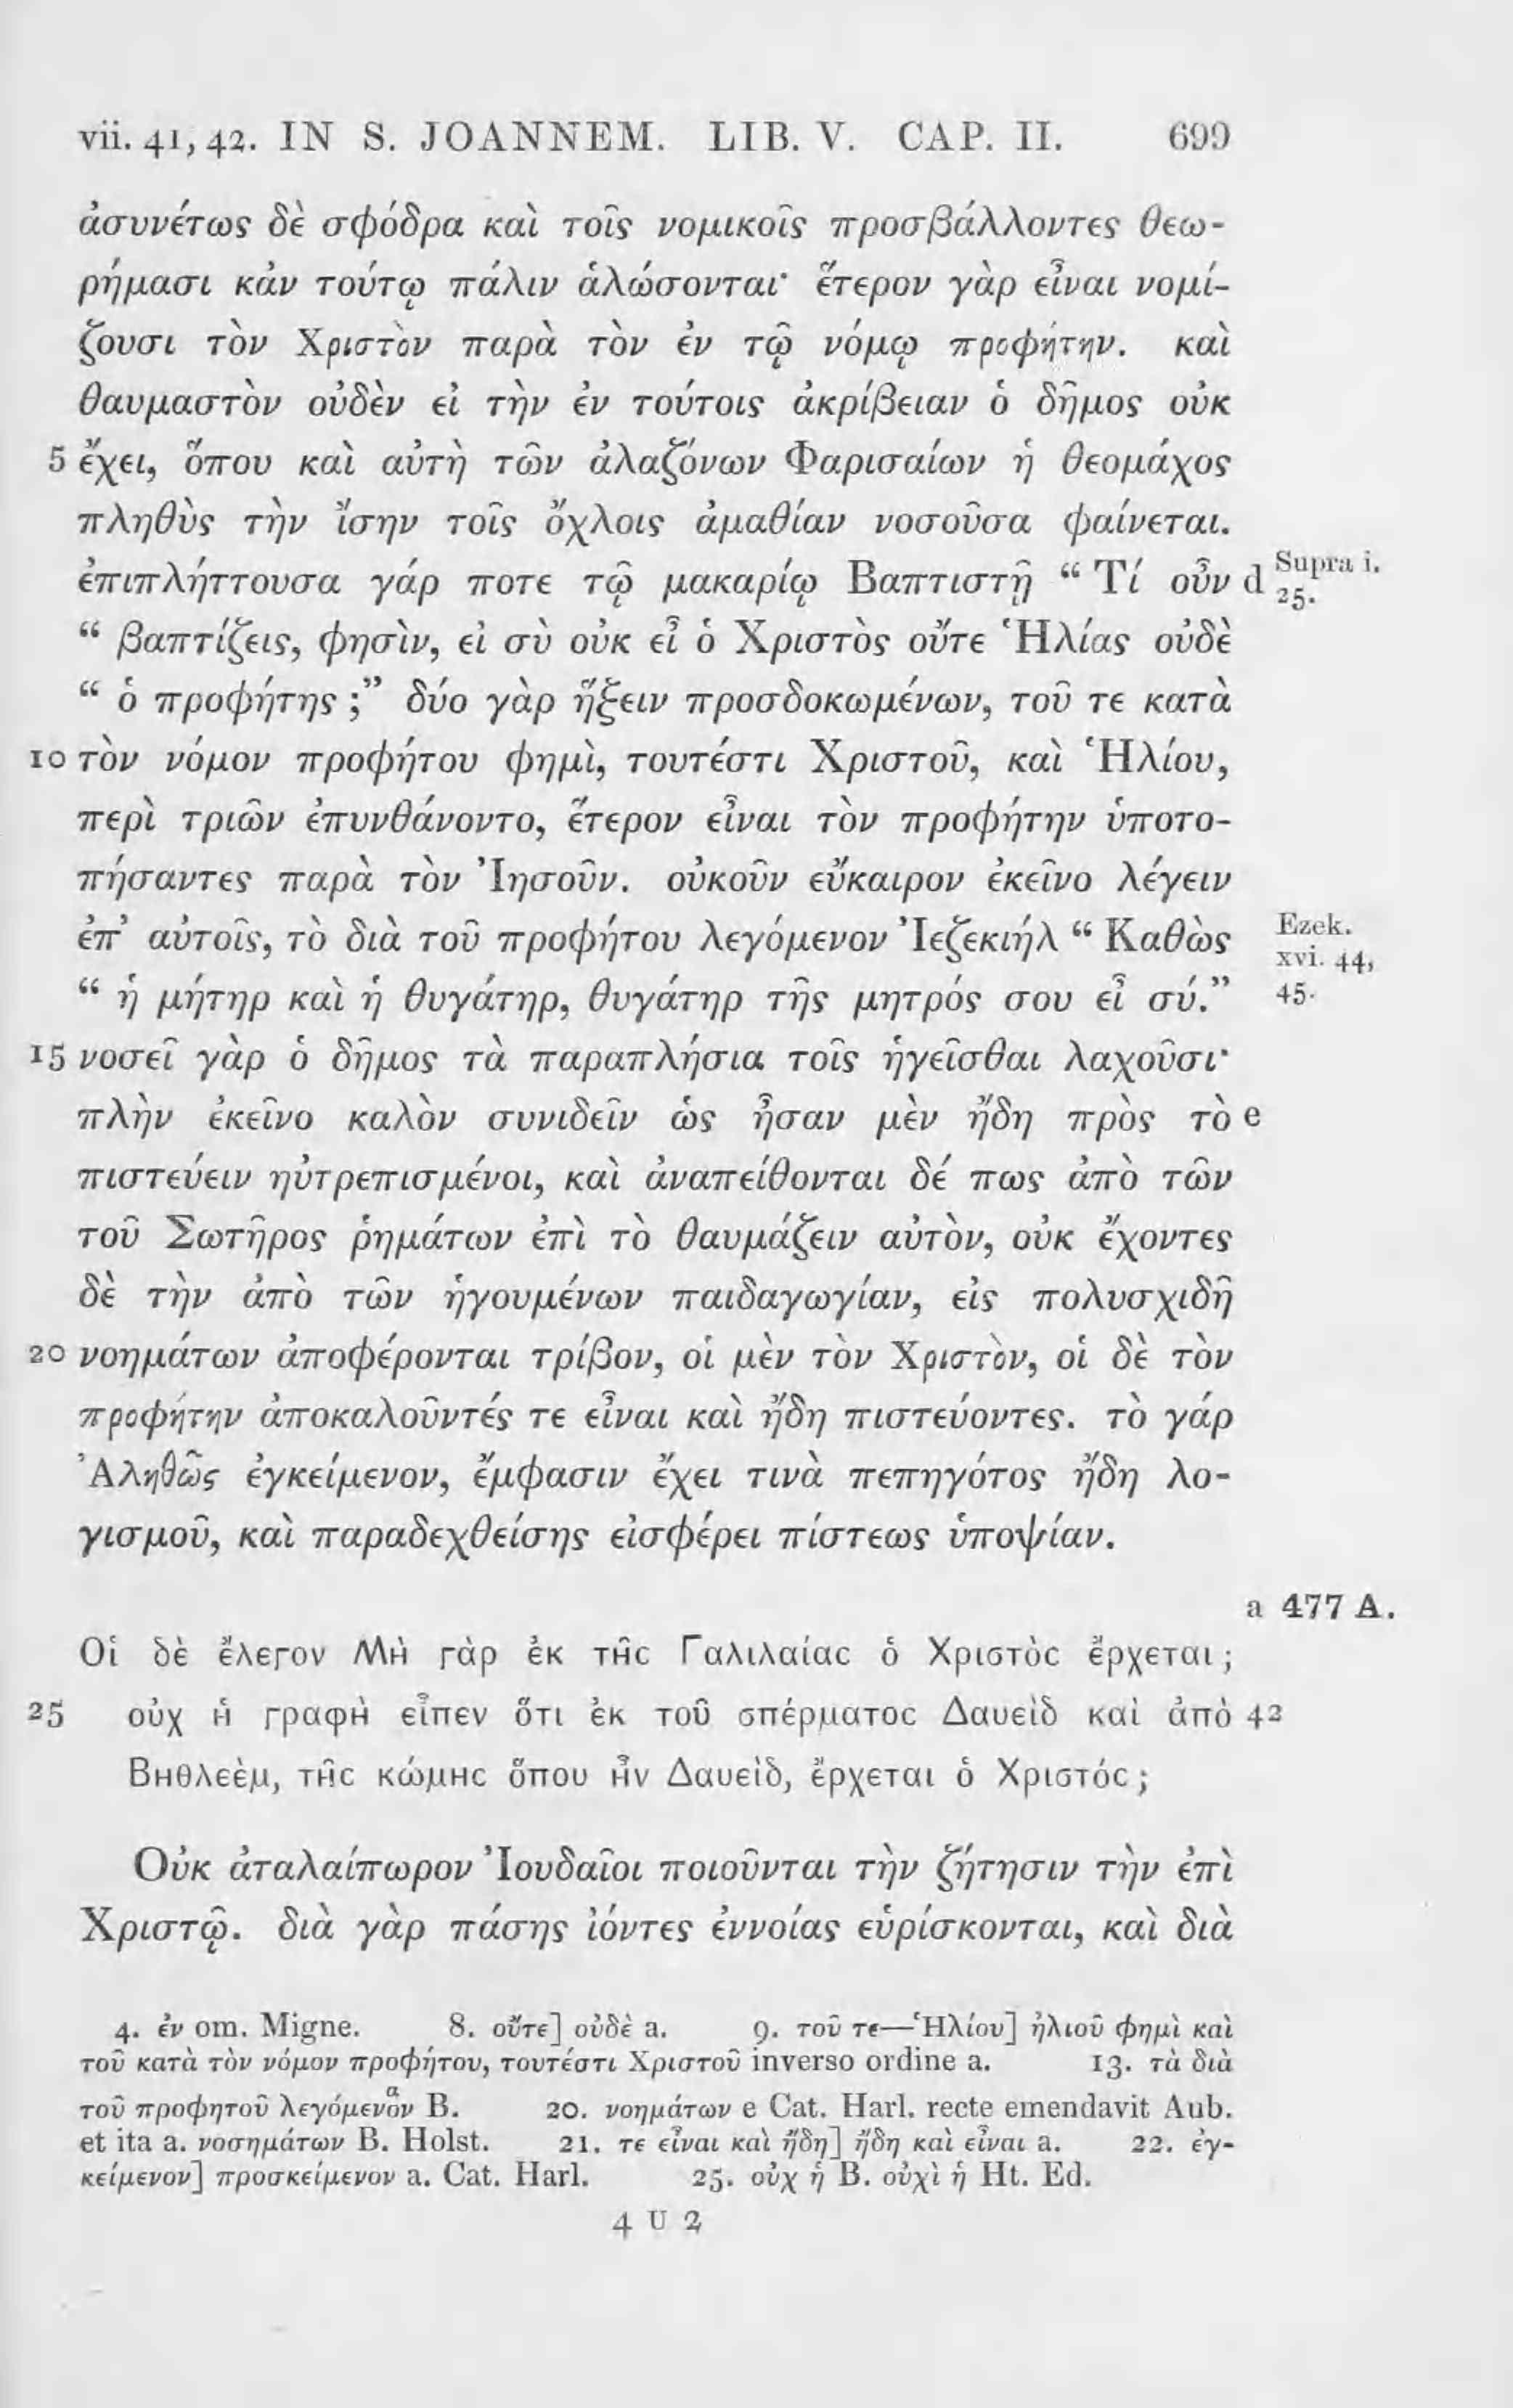 vii. 41, 42. IN S. JOANNEM. LIB. V. CAP. II. 699
ἀσυνέτως δὲ σφόδρα καὶ τοῖς νομικοῖς προσβάλλοντες θεω-
ρήμασι κἀν τούτῳ πάλιν ἁλώσονται· ἕτερον γὰρ εἶναι νομί-
ζουσι τὸν Χριστὸν παρὰ τὸν ἐν τῷ νόμῳ προφήτην. καὶ
θαυμαστὸν οὐδὲν εἰ τὴν ἐν τούτοις ἀκρίβειαν ὁ δῆμος οὐκ
5 ἔχει, ὅπου καὶ αὐτὴ τῶν ἀλαζόνων Φαρισαίων ἡ θεομάχος
πληθὺς τὴν ἴσην τοῖς ὄχλοις ἀμαθίαν νοσοῦσα φαίνεται.
ἐπιπλήττουσα γάρ ποτε τῷ μακαρίῳ Βαπτιστῇ “ Τί οὖν d Supra i. 25.
“ βαπτίζεις, φησὶν, εἰ σὺ οὐκ εἶ ὁ Χριστὸς οὔτε Ἡλίας οὐδὲ
“ ὁ προφήτης ;” δύο γὰρ ἥξειν προσδοκωμένων, τοῦ τε κατὰ
10 τὸν νόμον προφήτου φημὶ, τουτέστι Χριστοῦ, καὶ Ἡλίου,
περὶ τριῶν ἐπυνθάνοντο, ἕτερον εἶναι τὸν προφήτην ὑποτο-
πήσαντες παρὰ τὸν Ἰησοῦν. οὐκοῦν εὔκαιρον ἐκεῖνο λέγειν
ἐπ’ αὐτοῖς, τὸ διὰ τοῦ προφήτου λεγόμενον Ἰεζεκιήλ “ Καθὼς Ezek. xvi. 44,
“ ἡ μήτηρ καὶ ἡ θυγάτηρ, θυγάτηρ τῆς μητρός σου εἶ σύ.” 45.
15 νοσεῖ γὰρ ὁ δῆμος τὰ παραπλήσια τοῖς ἡγεῖσθαι λαχοῦσι·
πλὴν ἐκεῖνο καλὸν συνιδεῖν ὡς ἦσαν μὲν ἤδη πρὸς τὸ e
πιστεύειν ηὐτρεπισμένοι, καὶ ἀναπείθονται δέ πως ἀπὸ τῶν
τοῦ Σωτῆρος ῥημάτων ἐπὶ τὸ θαυμάζειν αὐτὸν, οὐκ ἔχοντες
δὲ τὴν ἀπὸ τῶν ἡγουμένων παιδαγωγίαν, εἰς πολυσχιδῆ
20 νοημάτων ἀποφέρονται τρίβον, οἱ μὲν τὸν Χριστὸν, οἱ δὲ τὸν
προφήτην ἀποκαλοῦντές τε εἶναι καὶ ἤδη πιστεύοντες. τὸ γάρ
Ἀληθῶς ἐγκείμενον, ἔμφασιν ἔχει τινὰ πεπηγότος ἤδη λο-
γισμοῦ, καὶ παραδεχθείσης εἰσφέρει πίστεως ὑποψίαν.
a 477 A.
Οἱ δὲ ἔλεγον Μὴ γὰρ ἐκ τῆς Γαλιλαίας ὁ Χριστὸς ἔρχεται ;
25 οὐχ ἡ γραφὴ εἶπεν ὅτι ἐκ τοῦ σπέρματος Δαυεὶδ καὶ ἀπὸ 42
Βηθλεὲμ, τῆς κώμης ὅπου ἦν Δαυεὶδ, ἔρχεται ὁ Χριστός ;
Οὐκ ἀταλαίπωρον Ἰουδαῖοι ποιοῦνται τὴν ζήτησιν τὴν ἐπὶ
Χριστῷ. διὰ γὰρ πάσης ἰόντες ἐννοίας εὑρίσκονται, καὶ διὰ
4. ἐν om. Migne. 8. οὔτε] οὐδὲ a. 9. τοῦ τε—Ἡλίου] ἡλιοῦ φημὶ καὶ
τοῦ κατὰ τὸν νόμον προφήτου, τουτέστι Χριστοῦ inverso ordine a. 13. τὰ διὰ
τοῦ προφητοῦ λεγόμενὸν B. 20. νοημάτων e Cat. Harl. recte emendavit Aub.
et ita a. νοσημάτων B. Holst. 21. τε εἶναι καὶ ἤδη] ἤδη καὶ εἶναι a. 22. ἐγ-
κείμενον] προσκείμενον a. Cat. Harl. 25. οὐχ ἡ B. οὐχὶ ἡ Ht. Ed.
4 U 2